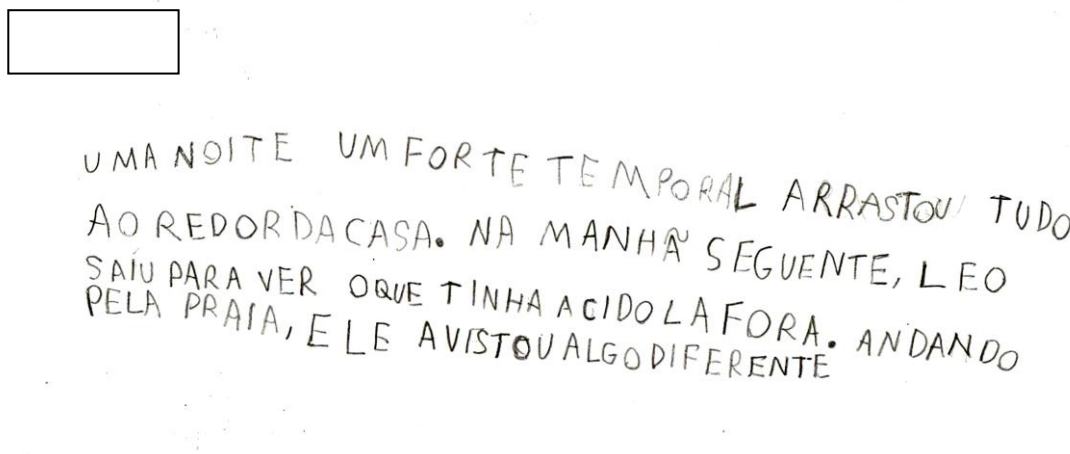 UMA NOITE UM FORTE TEMPORAL ARRASTOU TUDO
AO REDOR DA CASA. NA MANHÃ SEGUENTE, LEO
SAÍU PARA VER OQUE TINHA ACIDO LA FORA. ANDANDO
PELA PRAIA, ELE AVISTOU ALGO DIFERENTE